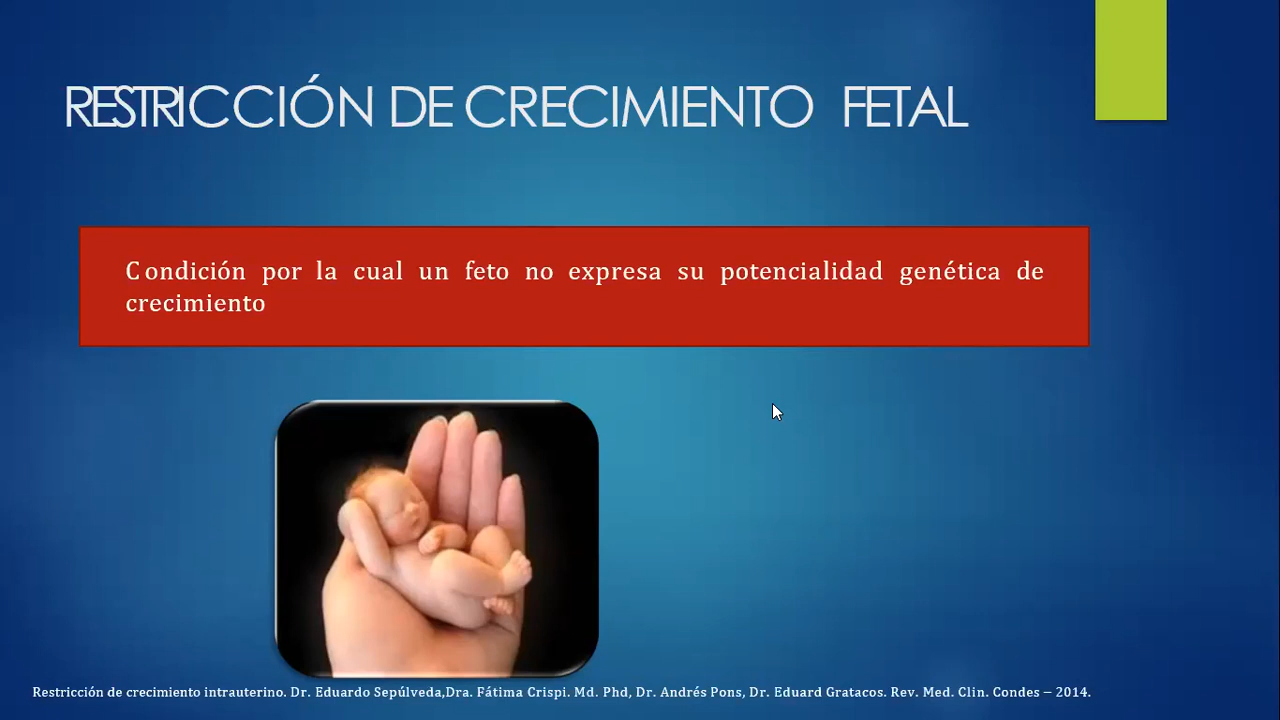 RESTRICCIÓN DE CRECIMIENTO FETAL
Condición por la cual un feto no expresa su potencialidad genética de
crecimiento
Restricción de crecimiento intrauterino. Dr. Eduardo Sepúlveda,Dra. Fátima Crispi. Md. Phd, Dr. Andrés Pons, Dr. Eduard Gratacos. Rev. Med. Clin. Condes – 2014.